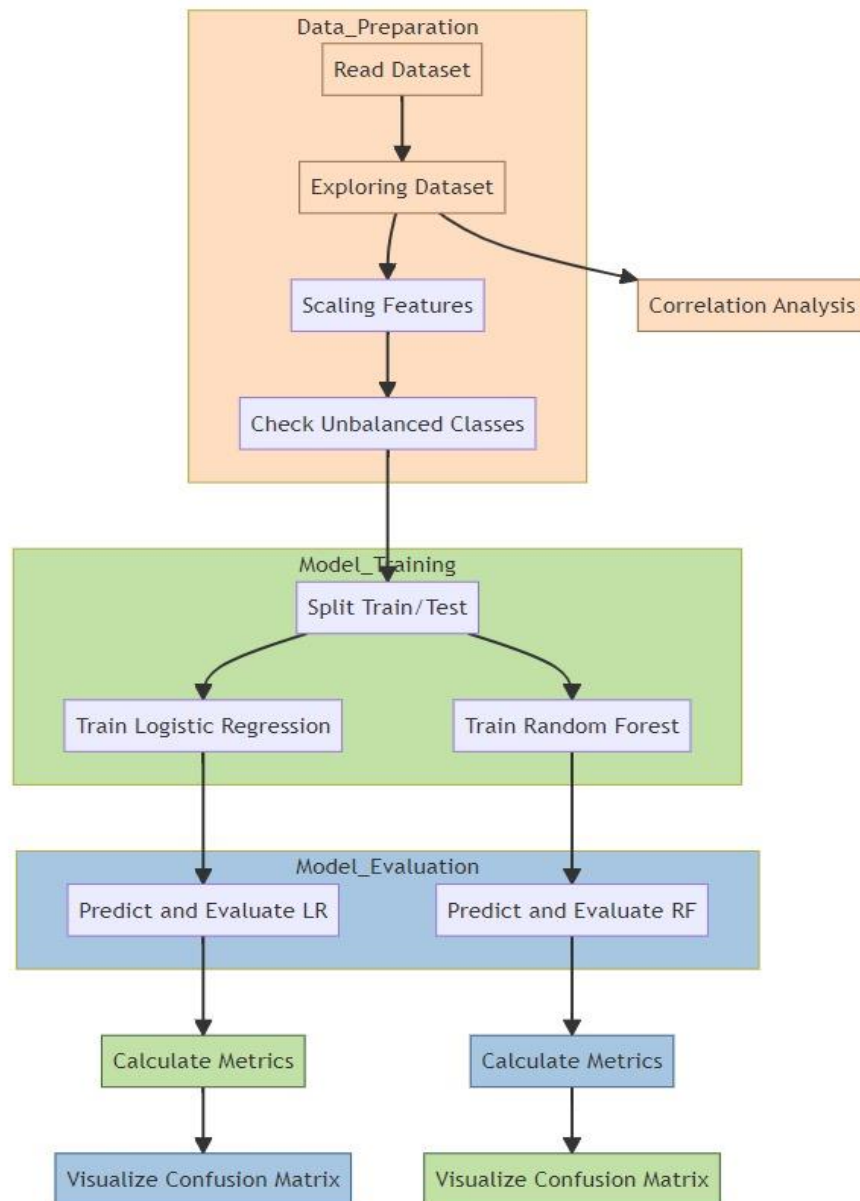 Data_Preparation
Read Dataset
Exploring Dataset
Scaling Features
Correlation Analysis
Check Unbalanced Classes
Model_Training
Split Train/Test
Train Logistic Regression
Train Random Forest
Model_Evaluation
Predict and Evaluate LR
Predict and Evaluate RF
Calculate Metrics
Calculate Metrics
Visualize Confusion Matrix
Visualize Confusion Matrix